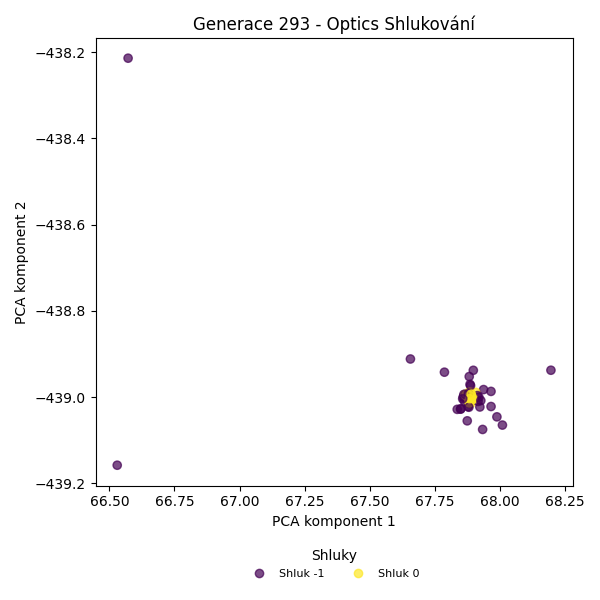 Generace 293 - Optics Shlukování
PCA komponent 2
−438.2
−438.4
−438.6
−438.8
−439.0
−439.2
66.50 66.75 67.00 67.25 67.50 67.75 68.00 68.25
PCA komponent 1
Shluky
Shluk -1 Shluk 0